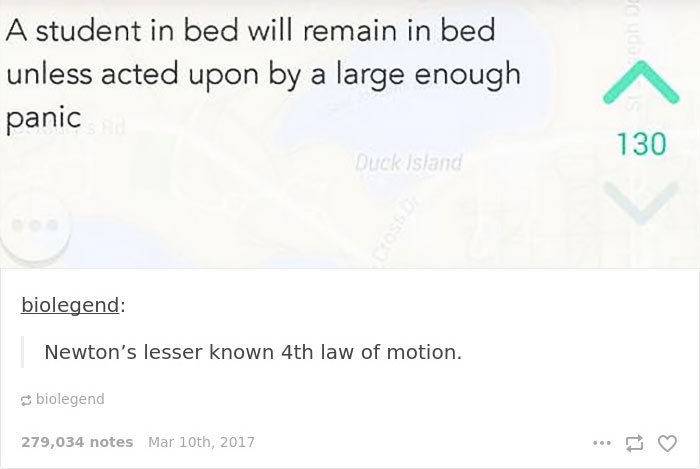 A student in bed will remain in bed
unless acted upon by a large enough
panic
130
Duck Island
Cross Dr
biolegend:
Newton’s lesser known 4th law of motion.
biolegend
279,034 notes Mar 10th, 2017